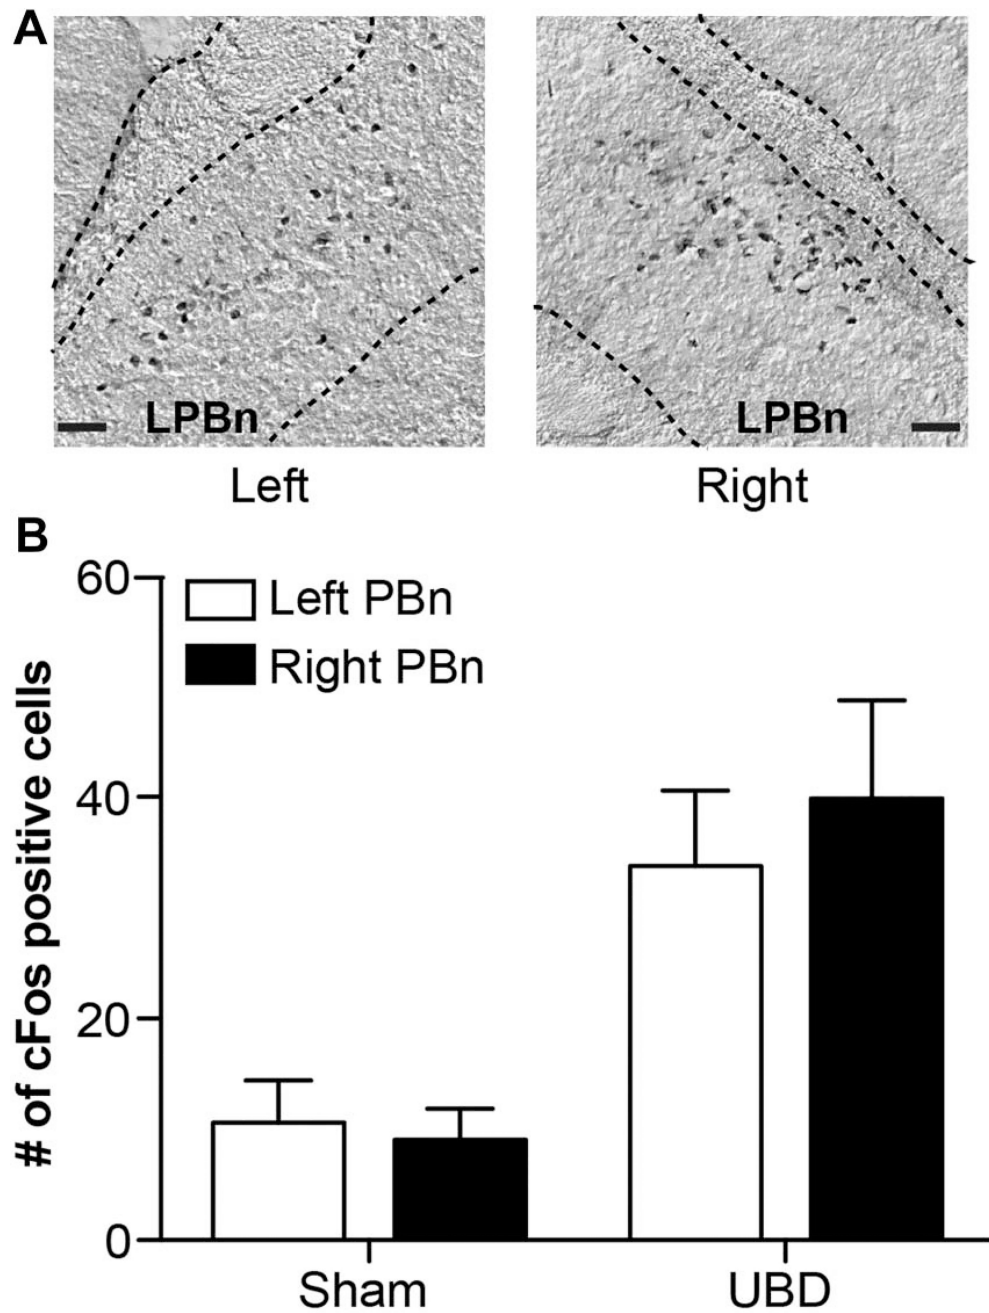 A
LPBn
LPBn
Left
Right
B
60
40
20
0
# of cFos positive cells
Left PBn
Right PBn
Sham
UBD